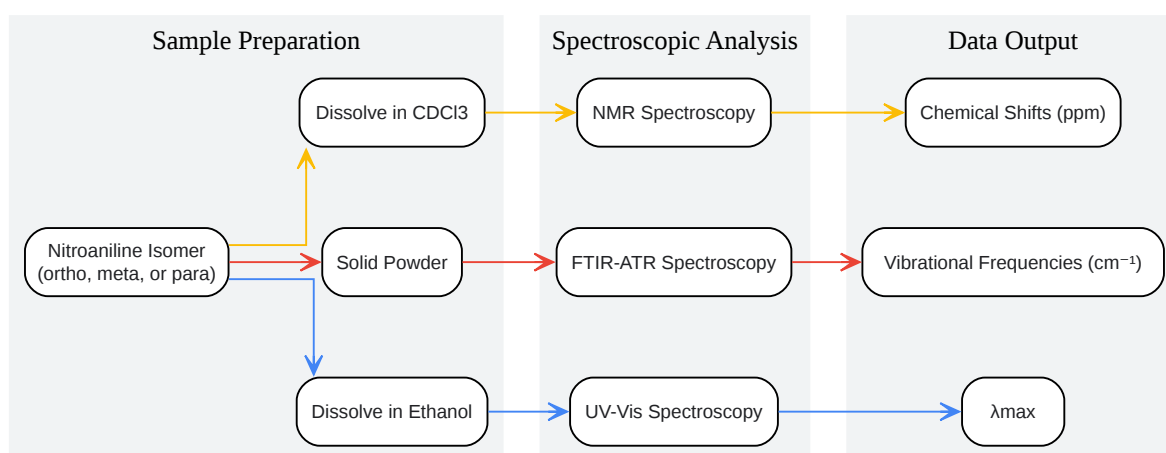 Sample Preparation
Spectroscopic Analysis
Data Output
Dissolve in CDCl3
NMR Spectroscopy
Chemical Shifts (ppm)
Nitroaniline Isomer
(ortho, meta, or para)
Solid Powder
FTIR-ATR Spectroscopy
Vibrational Frequencies (cm⁻¹)
Dissolve in Ethanol
UV-Vis Spectroscopy
λmax